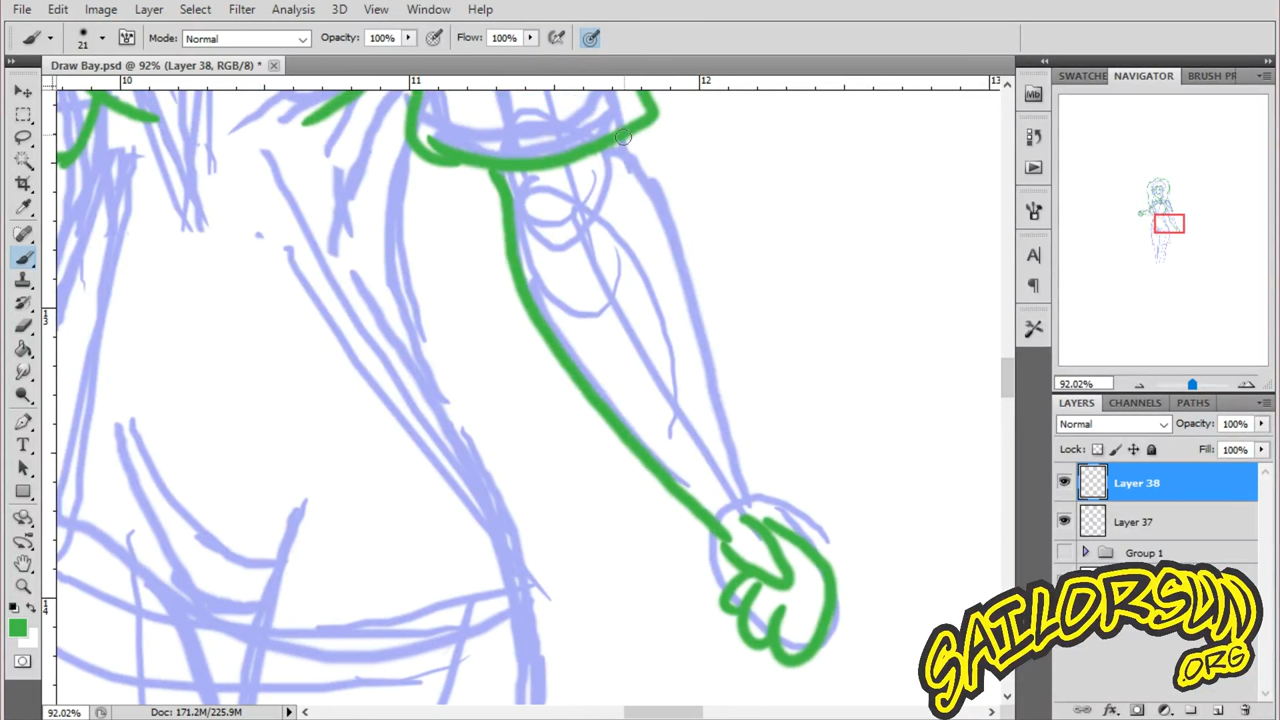 File Edit Image Layer Select Filter Analysis 3D View Window Help
21 Mode: Normal Opacity: 100% Flow: 100%
Draw Bay.psd @ 92% (Layer 38, RGB/8) *
10 11 12 13
SWATCHE NAVIGATOR BRUSH PR
13
14
92.02%
LAYERS CHANNELS PATHS
Normal Opacity: 100%
Lock: Fill: 100%
Layer 38
Layer 37
Group 1
SAILORSUN
.ORG
92.02% Doc: 171.2M/225.9M